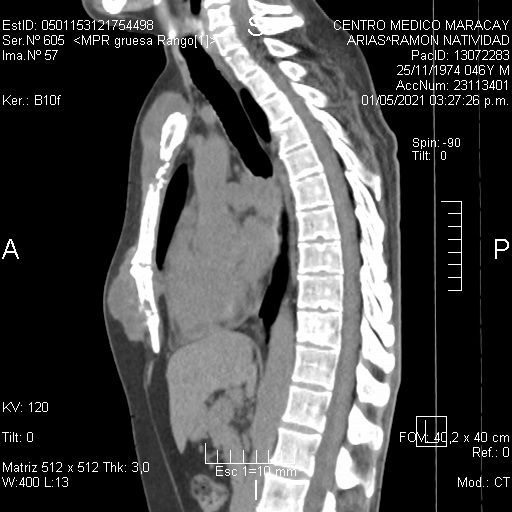 EstID: 0501153121754498
Ser.Nº 605 <MPR gruesa Rango[1]>
Ima.Nº 57
Ker.: B10f
S
CENTRO MEDICO MARACAY
ARIAS^RAMON NATIVIDAD
PacID: 13072283
25/11/1974 046Y M
AccNum: 23113401
01/05/2021 03:27:26 p.m.
Spin: -90
Tilt: 0
A
P
KV: 120
Tilt: 0
Matriz 512 x 512 Thk: 3,0
W:400 L:13
Esc 1=10 mm
I
FOM: 40,2 x 40 cm
Ref.: 0
Mod.: CT